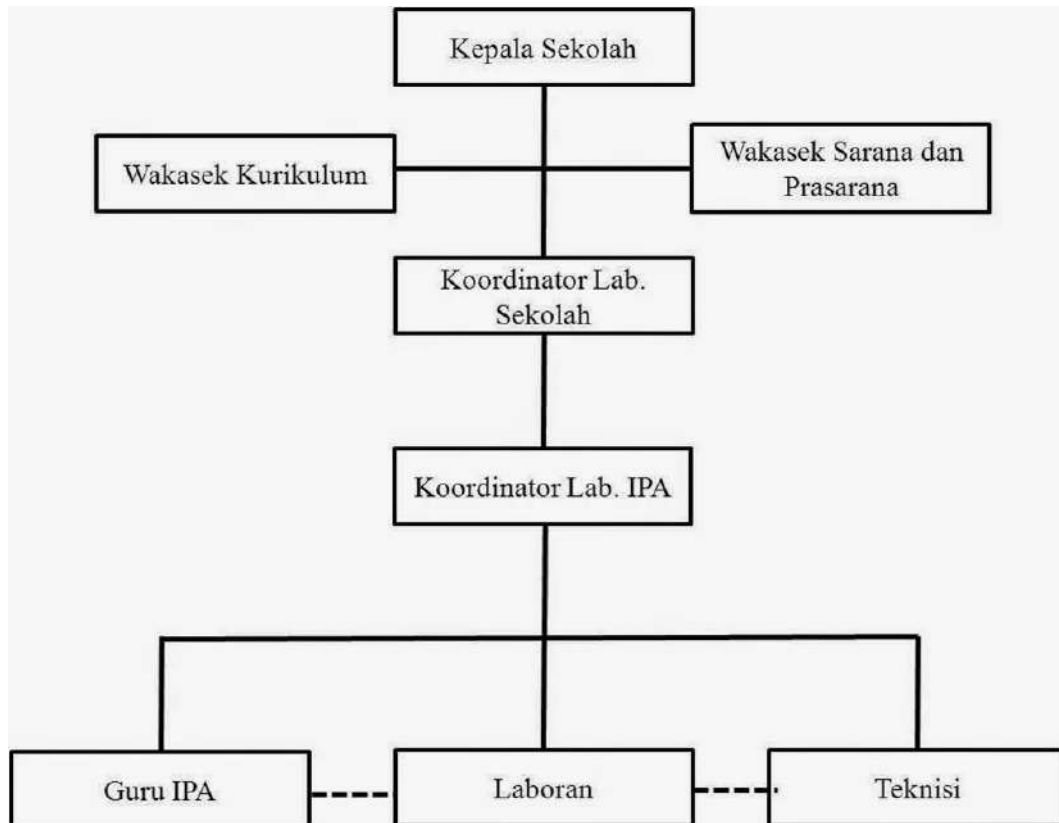 Kepala Sekolah
Wakasek Kurikulum
Wakasek Sarana dan
Prasarana
Koordinator Lab.
Sekolah
Koordinator Lab. IPA
Guru IPA
Laboran
Teknisi